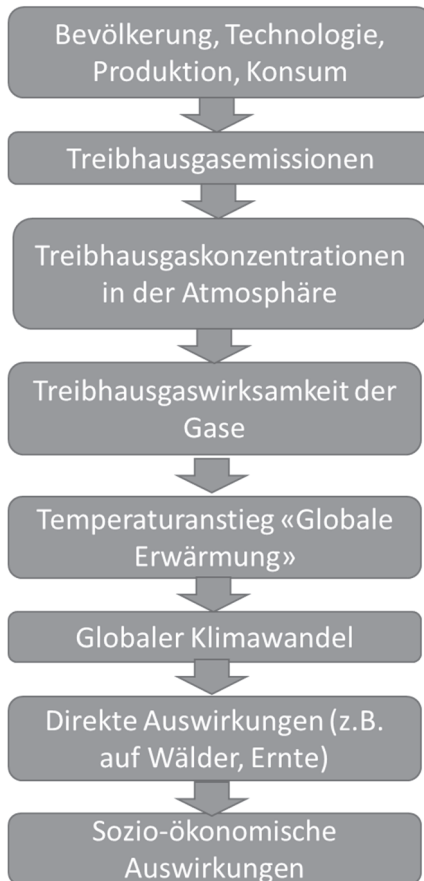 Bevölkerung, Technologie,
Produktion, Konsum
Treibhausgasemissionen
Treibhausgaskonzentrationen
in der Atmosphäre
Treibhausgaswirksamkeit der
Gase
Temperaturanstieg «Globale
Erwärmung»
Globaler Klimawandel
Direkte Auswirkungen (z.B.
auf Wälder, Ernte)
Sozio-ökonomische
Auswirkungen